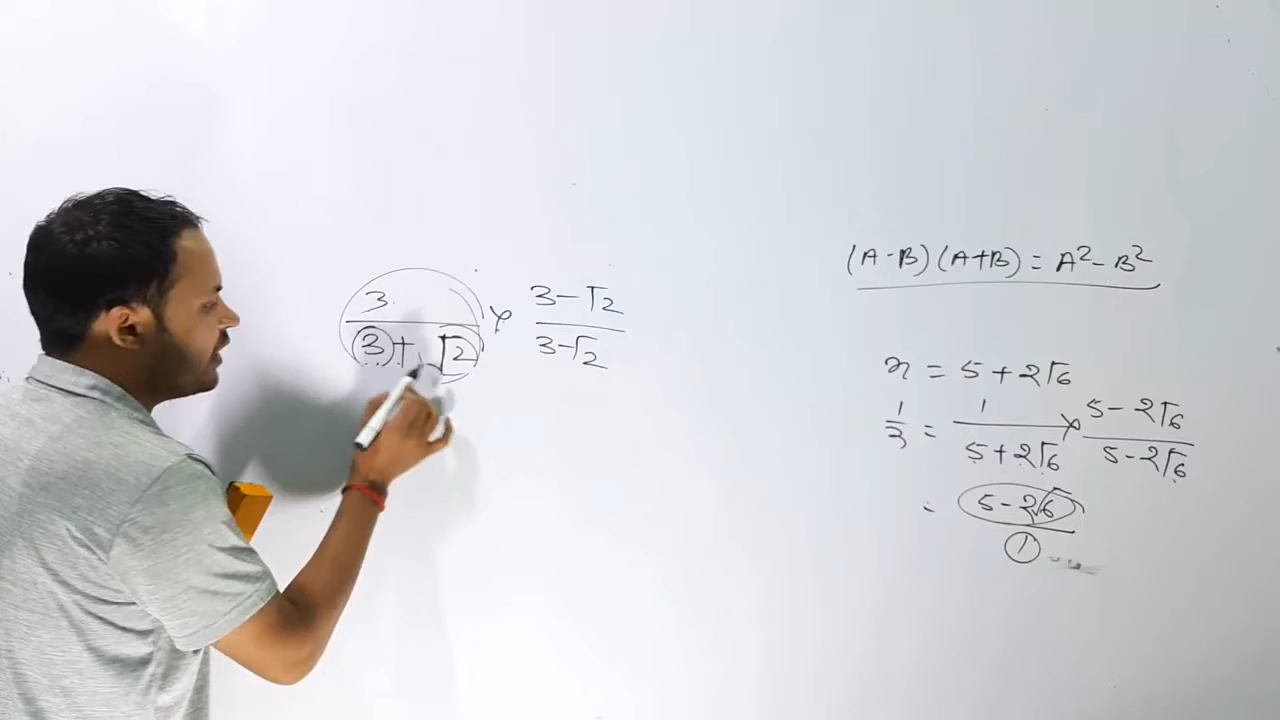 3 / (3 + √2) × (3 - √2) / (3 - √2)
(A - B) (A + B) = A² - B²
x = 5 + 2√6
1/x = 1 / (5 + 2√6) × (5 - 2√6) / (5 - 2√6)
= (5 - 2√6) / 1